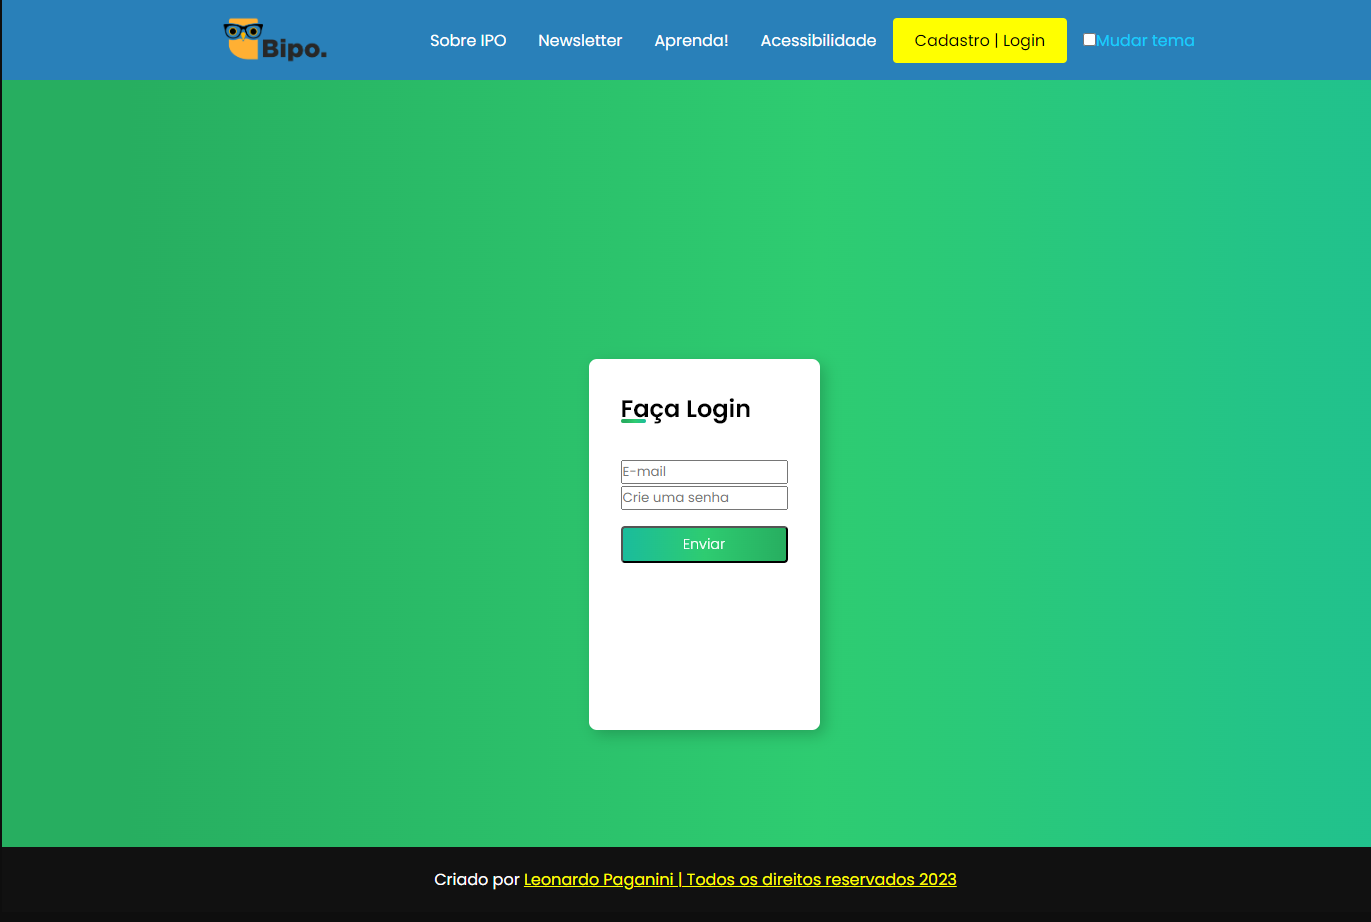 Bipo.
Sobre IPO Newsletter Aprenda! Acessibilidade Cadastro | Login Mudar tema
Faça Login
E-mail
Crie uma senha
Enviar
Criado por Leonardo Paganini | Todos os direitos reservados 2023